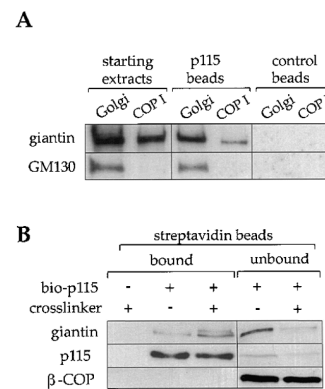 A
starting extracts
p115 beads
control beads
Golgi COP I Golgi COP I Golgi COP I
giantin
GM130
B
streptavidin beads
bound unbound
bio-p115 - + + + +
crosslinker + - + - +
giantin
p115
β-COP